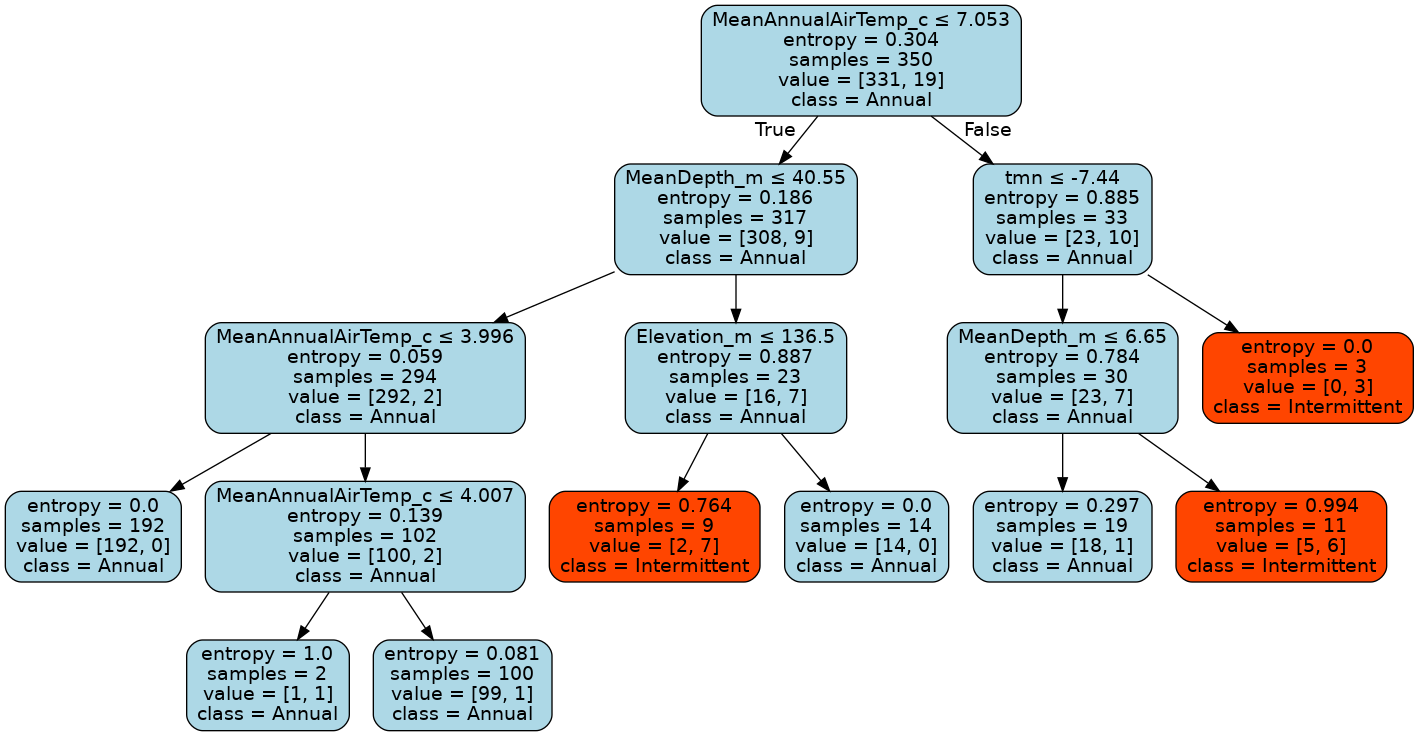 MeanAnnualAirTemp_c ≤ 7.053
entropy = 0.304
samples = 350
value = [331, 19]
class = Annual
True
False
MeanDepth_m ≤ 40.55
entropy = 0.186
samples = 317
value = [308, 9]
class = Annual
tmn ≤ -7.44
entropy = 0.885
samples = 33
value = [23, 10]
class = Annual
MeanAnnualAirTemp_c ≤ 3.996
entropy = 0.059
samples = 294
value = [292, 2]
class = Annual
Elevation_m ≤ 136.5
entropy = 0.887
samples = 23
value = [16, 7]
class = Annual
MeanDepth_m ≤ 6.65
entropy = 0.784
samples = 30
value = [23, 7]
class = Annual
entropy = 0.0
samples = 3
value = [0, 3]
class = Intermittent
entropy = 0.0
samples = 192
value = [192, 0]
class = Annual
MeanAnnualAirTemp_c ≤ 4.007
entropy = 0.139
samples = 102
value = [100, 2]
class = Annual
entropy = 0.764
samples = 9
value = [2, 7]
class = Intermittent
entropy = 0.0
samples = 14
value = [14, 0]
class = Annual
entropy = 0.297
samples = 19
value = [18, 1]
class = Annual
entropy = 0.994
samples = 11
value = [5, 6]
class = Intermittent
entropy = 1.0
samples = 2
value = [1, 1]
class = Annual
entropy = 0.081
samples = 100
value = [99, 1]
class = Annual